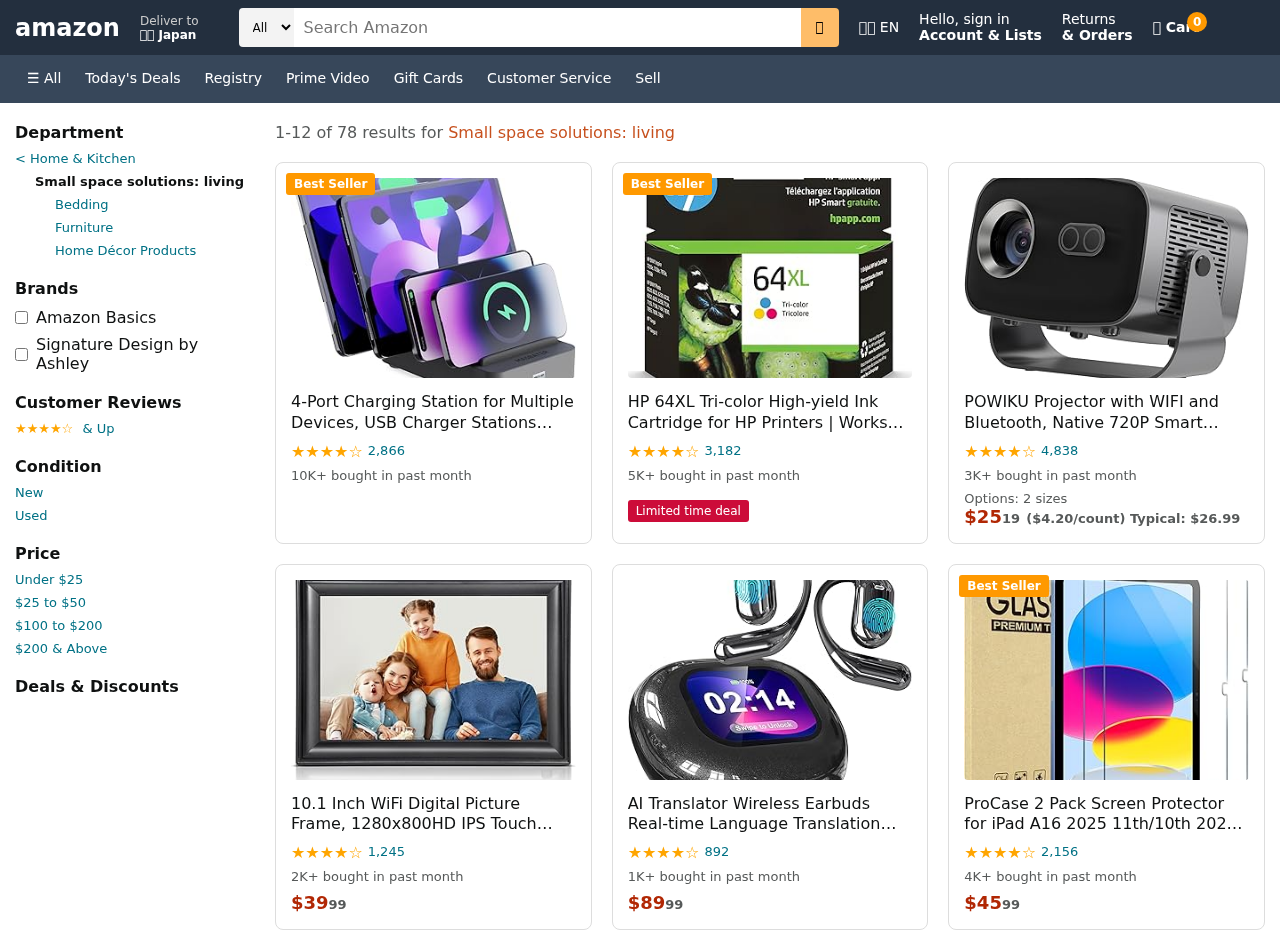 amazon
Deliver to
Japan
All
Search Amazon
EN
Hello, sign in
Account & Lists
Returns
& Orders
0
☰ All
Today's Deals
Registry
Prime Video
Gift Cards
Customer Service
Sell
Department
< Home & Kitchen
Small space solutions: living
Bedding
Furniture
Home Décor Products
Brands
Amazon Basics
Signature Design by
Ashley
Customer Reviews
★★★★☆ & Up
Condition
New
Used
Price
Under $25
$25 to $50
$100 to $200
$200 & Above
Deals & Discounts
1-12 of 78 results for Small space solutions: living
Best Seller
4-Port Charging Station for Multiple
Devices, USB Charger Stations…
★★★★☆ 2,866
10K+ bought in past month
Best Seller
Téléchargez l'application
HP Smart gratuite.
hpapp.com
64XL
Tri-color
Tricolore
HP 64XL Tri-color High-yield Ink
Cartridge for HP Printers | Works…
★★★★☆ 3,182
5K+ bought in past month
Limited time deal
POWIKU Projector with WIFI and
Bluetooth, Native 720P Smart…
★★★★☆ 4,838
3K+ bought in past month
Options: 2 sizes
$2519 ($4.20/count) Typical: $26.99
10.1 Inch WiFi Digital Picture
Frame, 1280x800HD IPS Touch…
★★★★☆ 1,245
2K+ bought in past month
$3999
02:14
Swipe to Unlock
AI Translator Wireless Earbuds
Real-time Language Translation…
★★★★☆ 892
1K+ bought in past month
$8999
Best Seller
PREMIUM
ProCase 2 Pack Screen Protector
for iPad A16 2025 11th/10th 202…
★★★★☆ 2,156
4K+ bought in past month
$4599